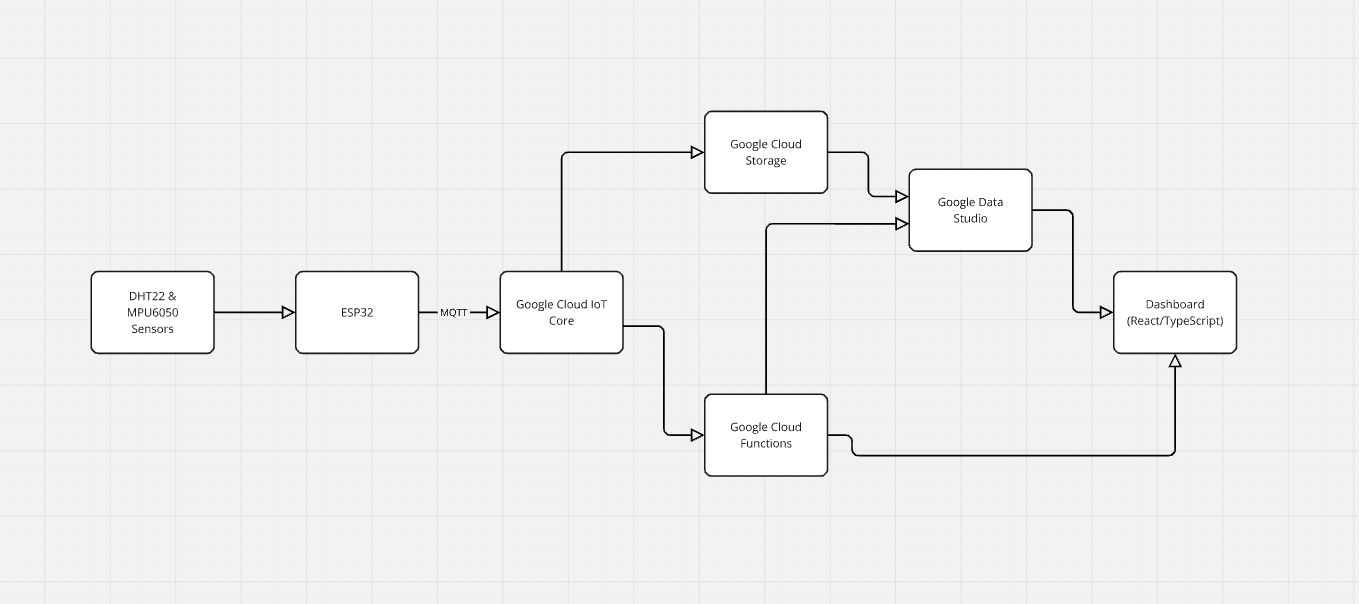 DHT22 &
MPU6050
Sensors
ESP32
MQTT
Google Cloud IoT
Core
Google Cloud
Storage
Google Cloud
Functions
Google Data
Studio
Dashboard
(React/TypeScript)